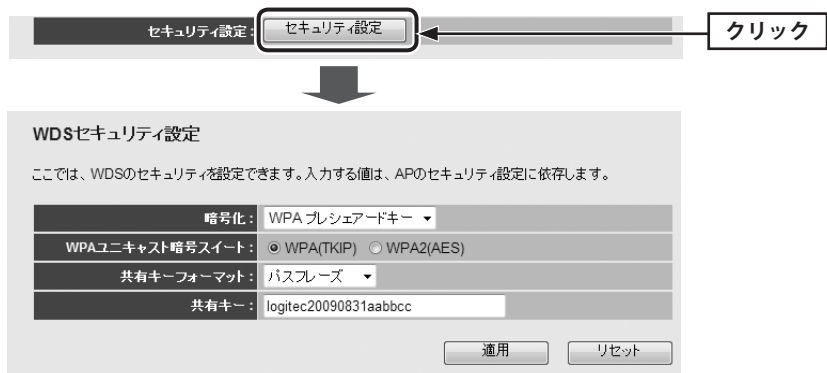 セキュリティ設定： セキュリティ設定 クリック
WDSセキュリティ設定
ここでは、WDSのセキュリティを設定できます。入力する値は、APのセキュリティ設定に依存します。
暗号化： WPA プレシェアードキー
WPAユニキャスト暗号スイート： WPA(TKIP) WPA2(AES)
共有キーフォーマット： パスフレーズ
共有キー： logitec20090831aabbcc
適用 リセット